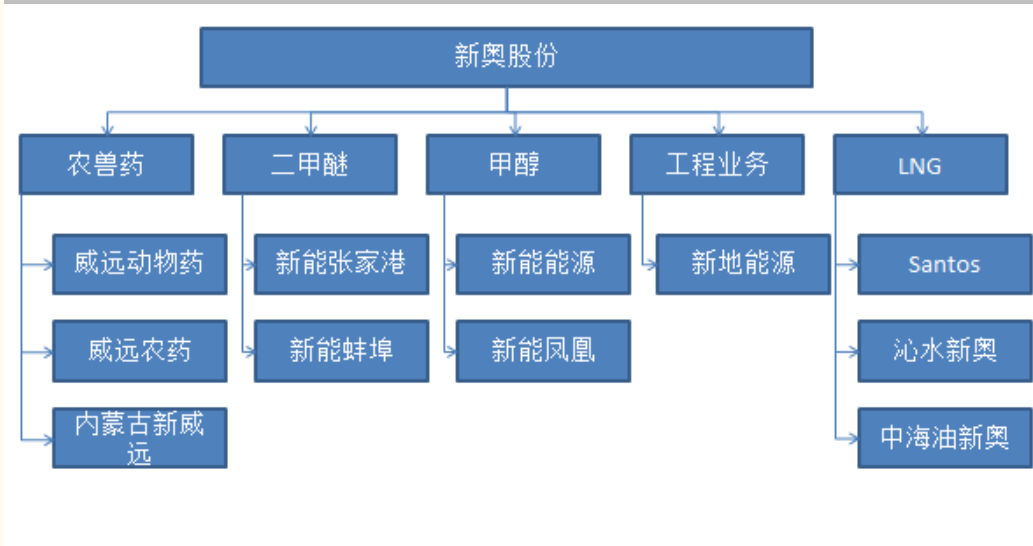 新奥股份
农兽药
二甲醚
甲醇
工程业务
LNG
威远动物药
新能张家港
新能能源
新地能源
Santos
威远农药
新能蚌埠
新能凤凰
沁水新奥
内蒙古新威
远
中海油新奥